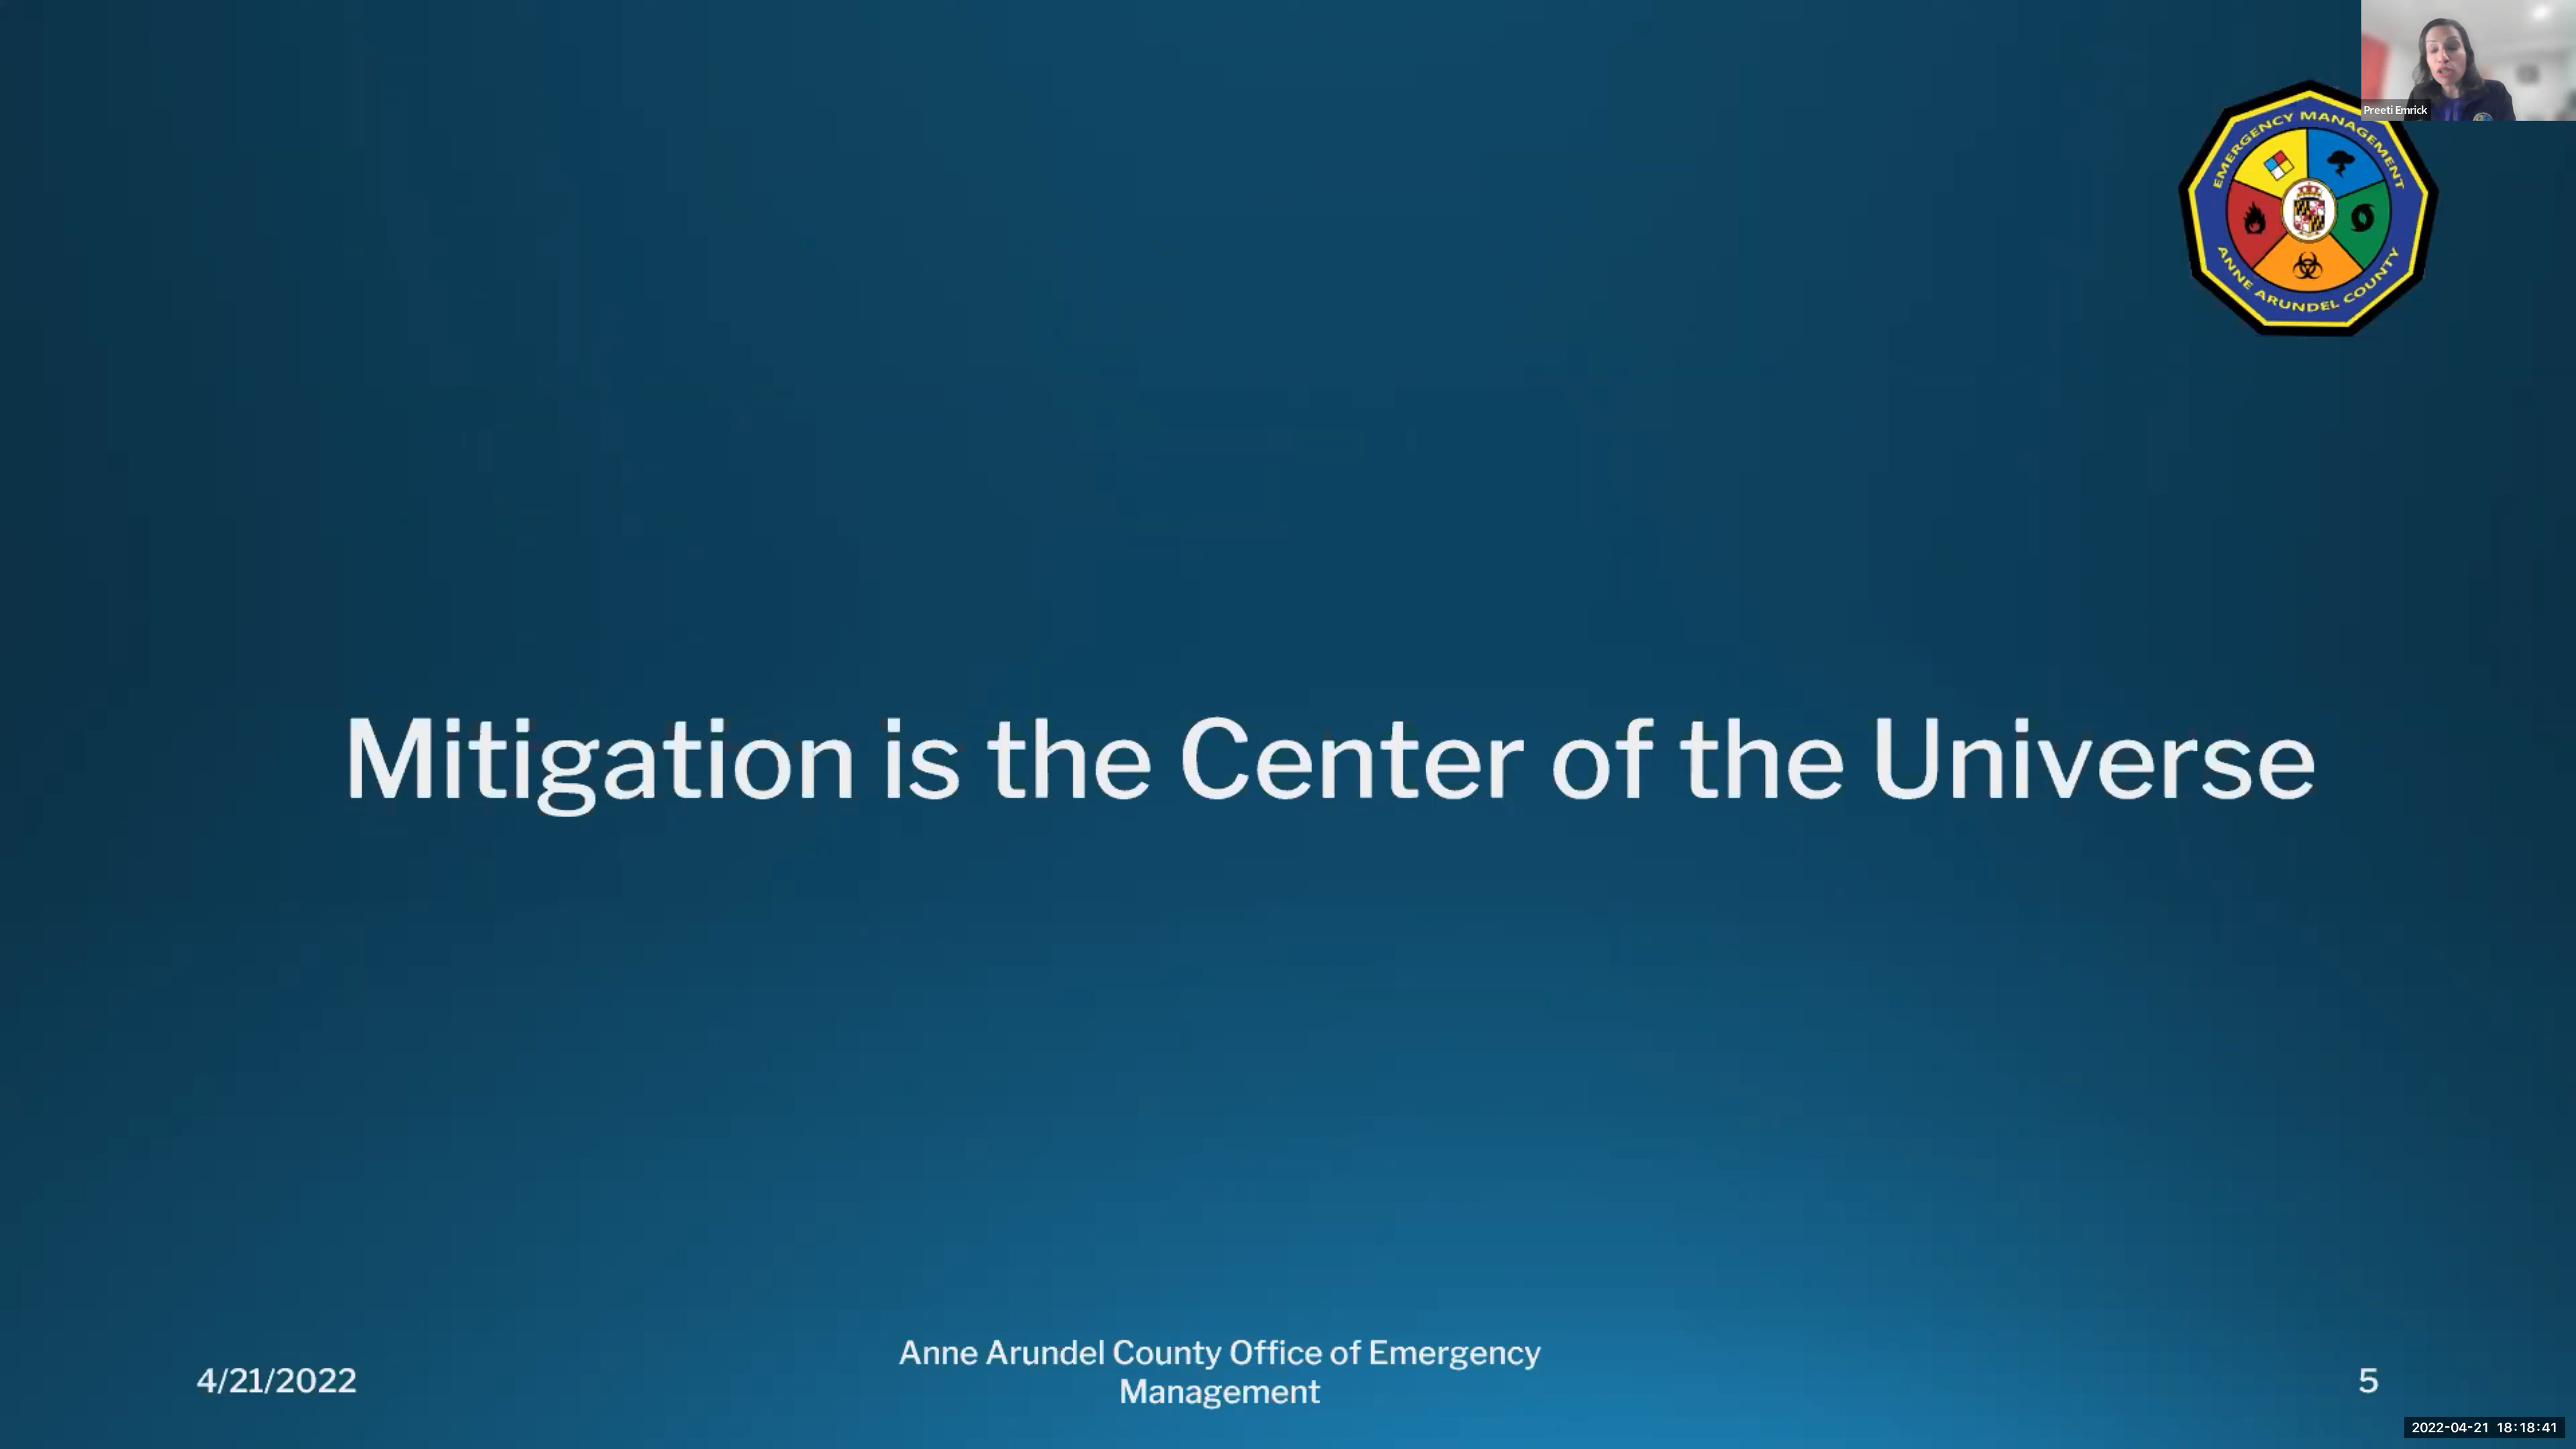 Preeti Emrick
EMERGENCY MANAGEMENT
ANNE ARUNDEL COUNTY
Mitigation is the Center of the Universe
4/21/2022
Anne Arundel County Office of Emergency
Management
5
2022-04-21 18:18:41